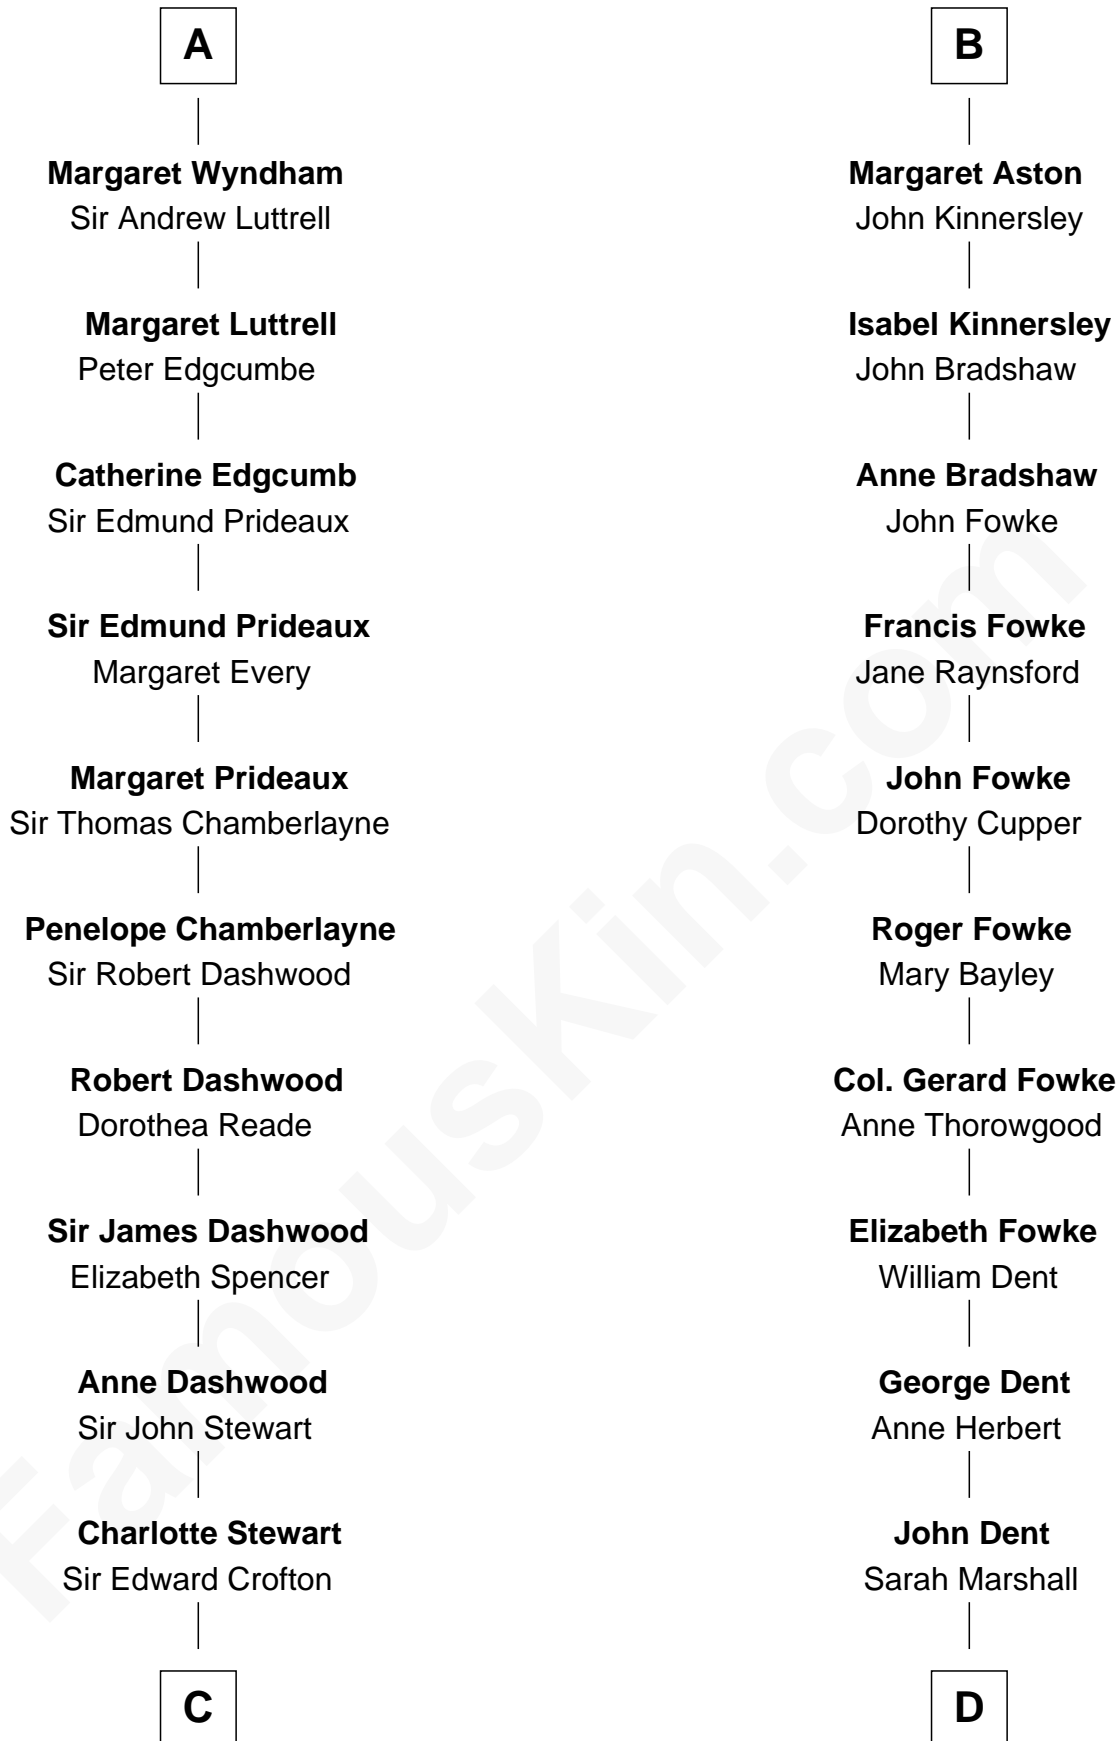 A
Margaret Wyndham
Sir Andrew Luttrell
Margaret Luttrell
Peter Edgcumbe
Catherine Edgcumb
Sir Edmund Prideaux
Sir Edmund Prideaux
Margaret Every
Margaret Prideaux
Sir Thomas Chamberlayne
Penelope Chamberlayne
Sir Robert Dashwood
Robert Dashwood
Dorothea Reade
Sir James Dashwood
Elizabeth Spencer
Anne Dashwood
Sir John Stewart
Charlotte Stewart
Sir Edward Crofton
C
B
Margaret Aston
John Kinnersley
Isabel Kinnersley
John Bradshaw
Anne Bradshaw
John Fowke
Francis Fowke
Jane Raynsford
John Fowke
Dorothy Cupper
Roger Fowke
Mary Bayley
Col. Gerard Fowke
Anne Thorowgood
Elizabeth Fowke
William Dent
George Dent
Anne Herbert
John Dent
Sarah Marshall
D
FamousKin.com